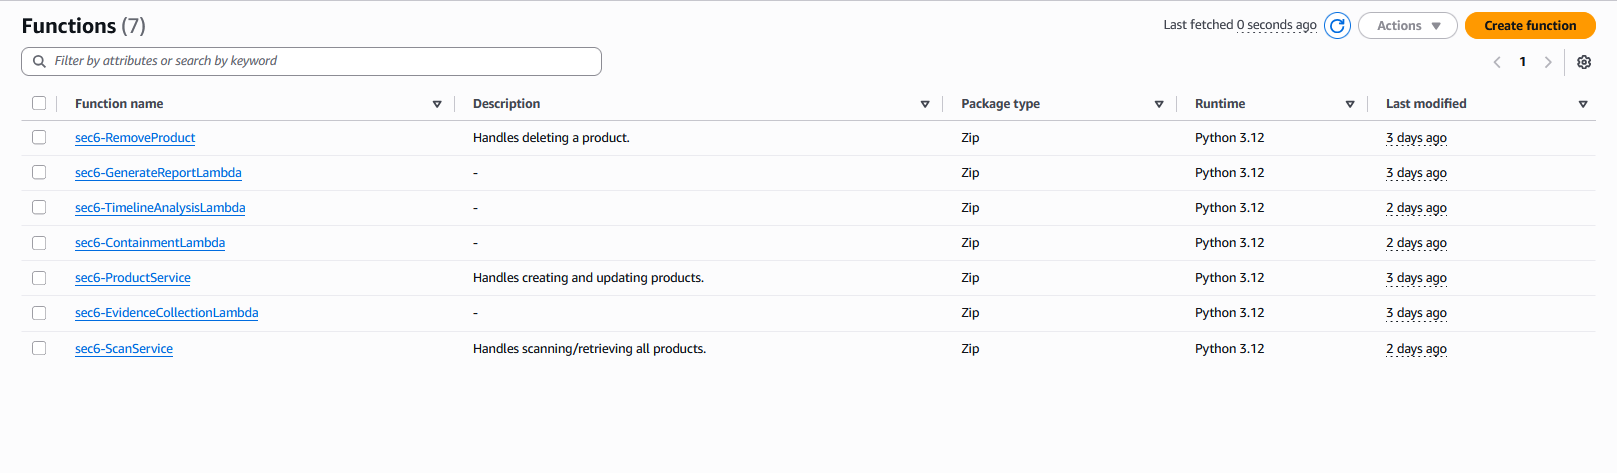 Functions (7)
Last fetched 0 seconds ago
Actions
Create function
Filter by attributes or search by keyword
1
Function name Description Package type Runtime Last modified
sec6-RemoveProduct Handles deleting a product. Zip Python 3.12 3 days ago
sec6-GenerateReportLambda - Zip Python 3.12 3 days ago
sec6-TimelineAnalysisLambda - Zip Python 3.12 2 days ago
sec6-ContainmentLambda - Zip Python 3.12 2 days ago
sec6-ProductService Handles creating and updating products. Zip Python 3.12 3 days ago
sec6-EvidenceCollectionLambda - Zip Python 3.12 3 days ago
sec6-ScanService Handles scanning/retrieving all products. Zip Python 3.12 2 days ago